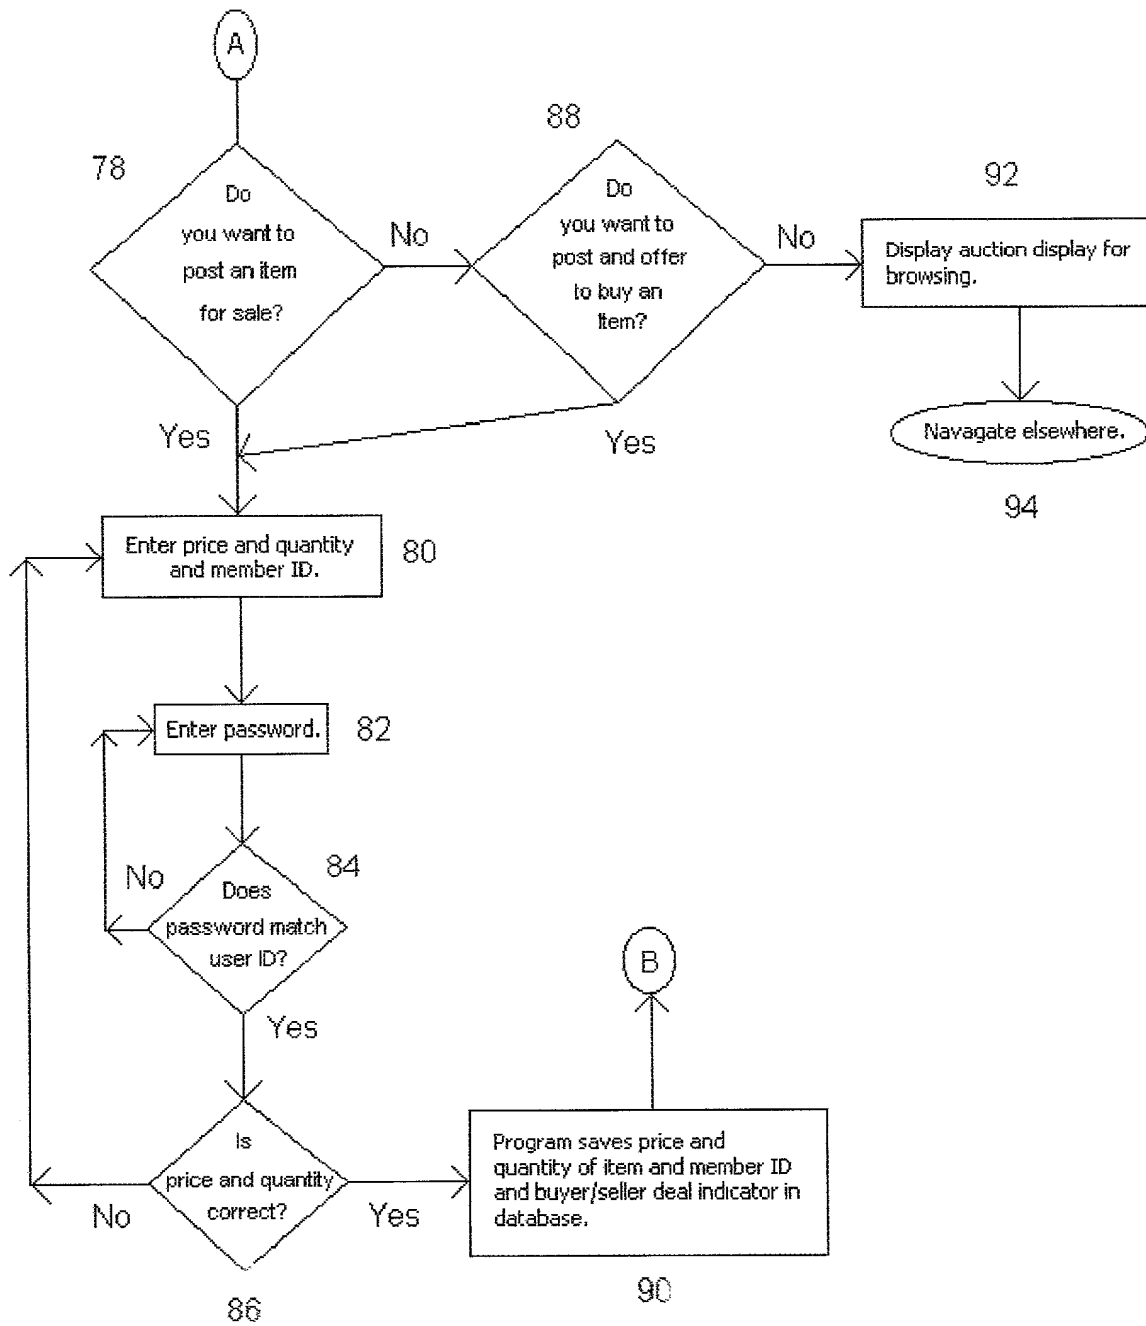 A
78
Do
you want to
post an item
for sale?
No
Yes
88
Do
you want to
post and offer
to buy an
item?
No
Yes
92
Display auction display for
browsing.
Navagate elsewhere.
94
Enter price and quantity
and member ID.
80
Enter password.
82
84
Does
password match
user ID?
No
Yes
Is
price and quantity
correct?
No
Yes
86
B
Program saves price and
quantity of item and member ID
and buyer/seller deal indicator in
database.
90